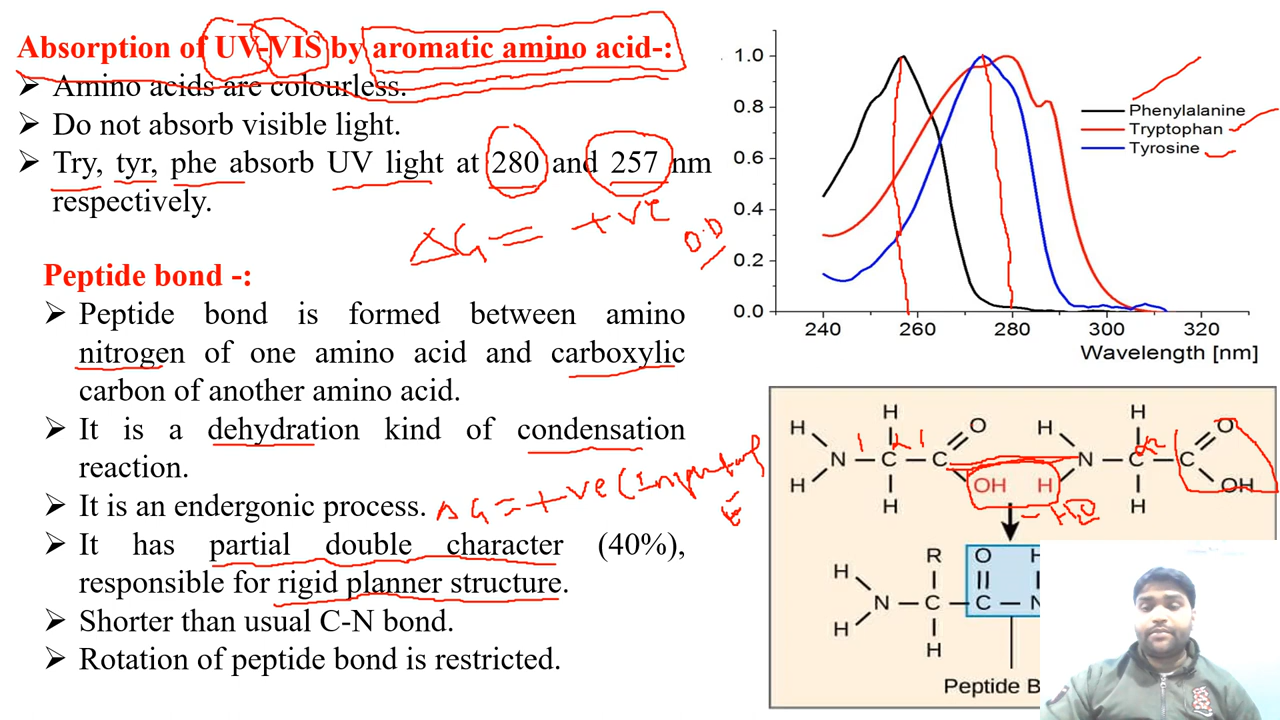 Absorption of UV-VIS by aromatic amino acid-:
➢ Amino acids are colourless.
➢ Do not absorb visible light.
➢ Try, tyr, phe absorb UV light at 280 and 257 nm
respectively.
ΔG = +ve
O.D
Peptide bond -:
➢ Peptide bond is formed between amino
nitrogen of one amino acid and carboxylic
carbon of another amino acid.
➢ It is a dehydration kind of condensation
reaction.
➢ It is an endergonic process.
ΔG = +ve
➢ It has partial double character (40%),
responsible for rigid planner structure.
➢ Shorter than usual C-N bond.
➢ Rotation of peptide bond is restricted.
1.0
0.8
0.6
0.4
0.2
0.0
240 260 280 300 320
Wavelength [nm]
Phenylalanine
Tryptophan
Tyrosine
H H O H H O
N C C N C C
H H OH H H OH
- H2O
H R O H
N C C N
H H
Peptide B